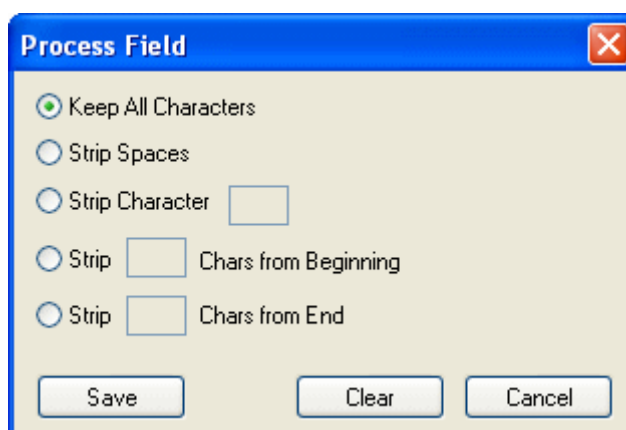 Process Field
Keep All Characters
Strip Spaces
Strip Character
Strip Chars from Beginning
Strip Chars from End
Save Clear Cancel